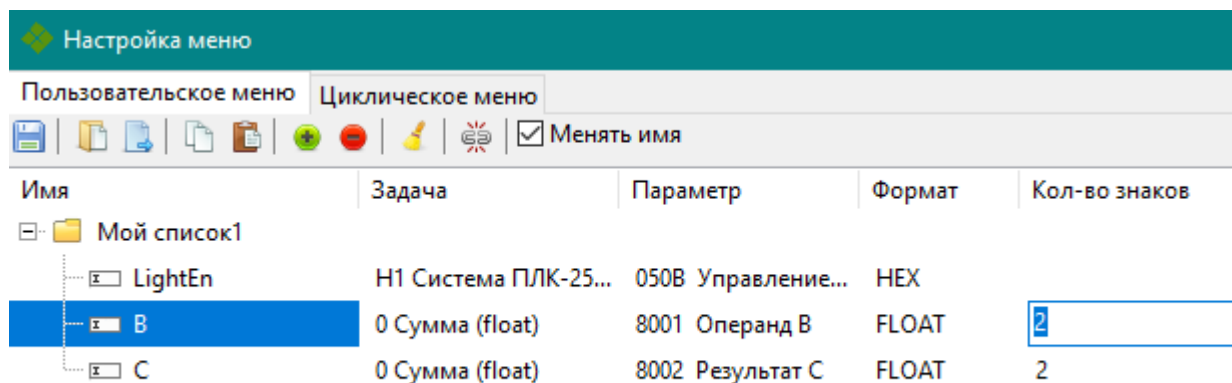 Настройка меню
Пользовательское меню Циклическое меню
Менять имя
Имя Задача Параметр Формат Кол-во знаков
Мой список1
LightEn H1 Система ПЛК-25... 050B Управление... HEX
B 0 Сумма (float) 8001 Операнд B FLOAT 2
C 0 Сумма (float) 8002 Результат C FLOAT 2